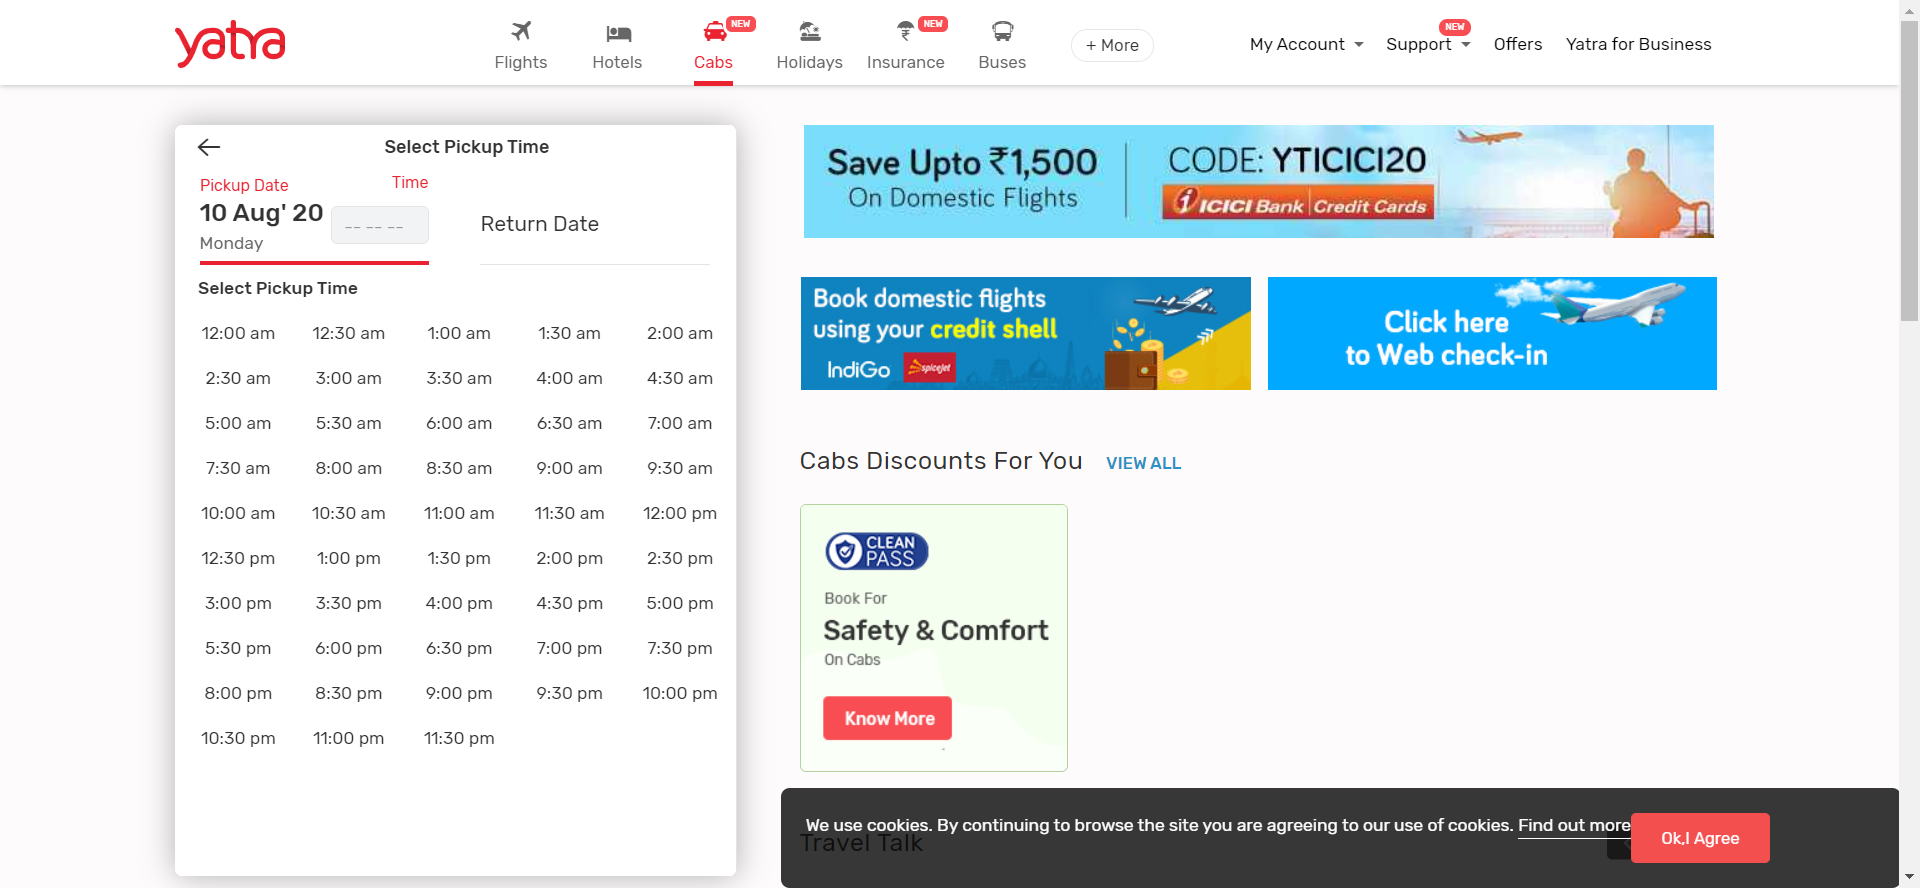 yatra
Flights
Hotels
NEW
Cabs
Holidays
NEW
Insurance
Buses
+ More
My Account
NEW
Support
Offers
Yatra for Business
Select Pickup Time
Pickup Date
Time
10 Aug' 20
-- -- --
Monday
Return Date
Select Pickup Time
12:00 am 12:30 am 1:00 am 1:30 am 2:00 am
2:30 am 3:00 am 3:30 am 4:00 am 4:30 am
5:00 am 5:30 am 6:00 am 6:30 am 7:00 am
7:30 am 8:00 am 8:30 am 9:00 am 9:30 am
10:00 am 10:30 am 11:00 am 11:30 am 12:00 pm
12:30 pm 1:00 pm 1:30 pm 2:00 pm 2:30 pm
3:00 pm 3:30 pm 4:00 pm 4:30 pm 5:00 pm
5:30 pm 6:00 pm 6:30 pm 7:00 pm 7:30 pm
8:00 pm 8:30 pm 9:00 pm 9:30 pm 10:00 pm
10:30 pm 11:00 pm 11:30 pm
Save Upto ₹1,500
On Domestic Flights
CODE: YTICICI20
ICICI Bank Credit Cards
Book domestic flights
using your credit shell
IndiGo spicejet
Click here
to Web check-in
Cabs Discounts For You VIEW ALL
CLEAN
PASS
Book For
Safety & Comfort
On Cabs
Know More
We use cookies. By continuing to browse the site you are agreeing to our use of cookies. Find out more
Ok,I Agree
Travel Talk